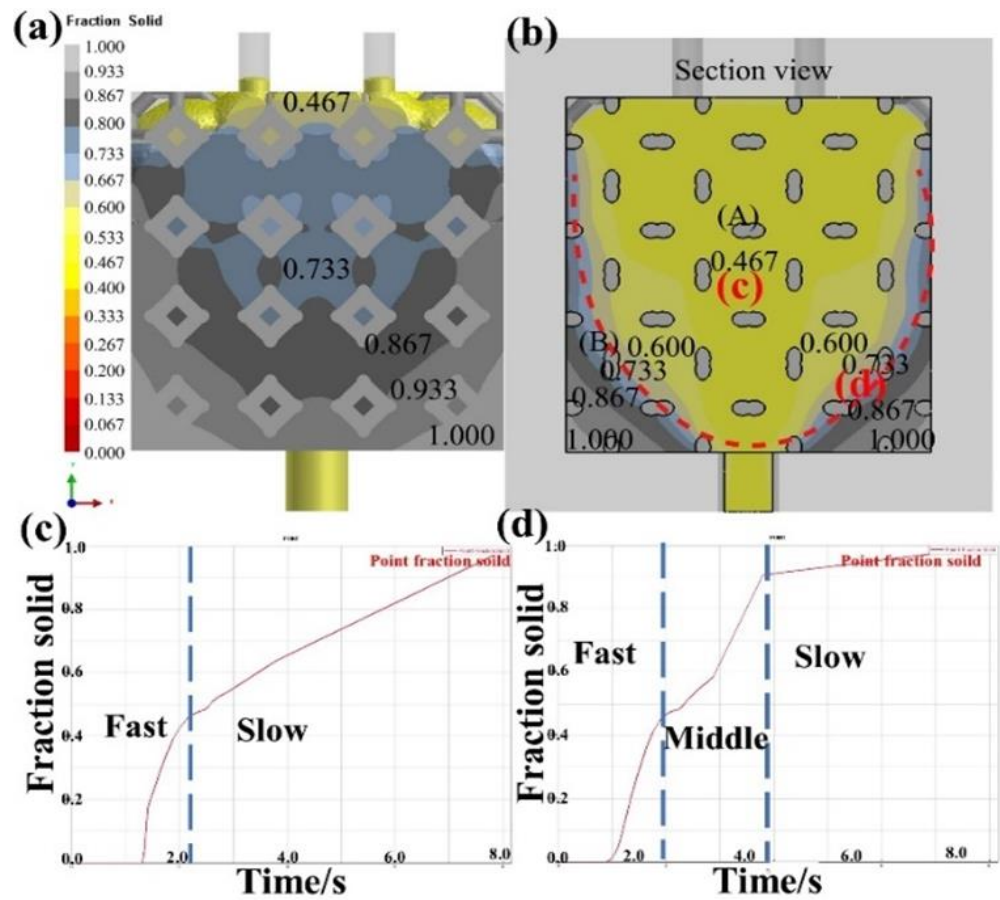 (a)
Fraction Solid
1.000
0.933
0.867
0.800
0.733
0.667
0.600
0.533
0.467
0.400
0.333
0.267
0.200
0.133
0.067
0.000
0.467
0.733
0.867
0.933
1.000
(b)
Section view
(A)
0.467
(c)
(B) 0.600 0.600
0.733 0.733
(d)
0.867 0.867
1.000 1.000
(c)
Fraction solid
1.0
0.8
0.6
0.4
0.2
0.0
Point fraction soild
Fast
Slow
2.0 4.0 8.0
Time/s
(d)
Fraction solid
1.0
0.8
0.6
0.4
0.2
0.0
Point fraction soild
Fast
Middle
Slow
2.0 4.0 6.0 8.0
Time/s